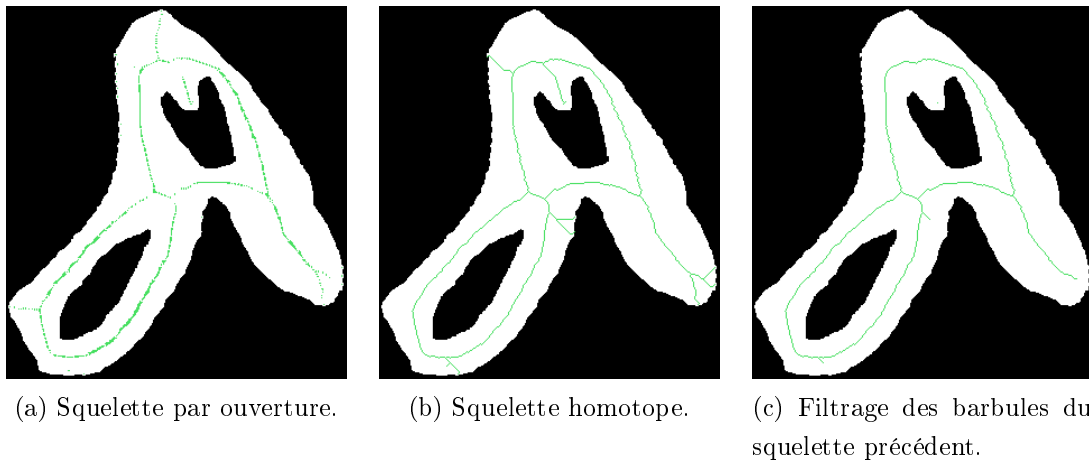 (a) Squelette par ouverture.
(b) Squelette homotope.
(c) Filtrage des barbules du
squelette précédent.